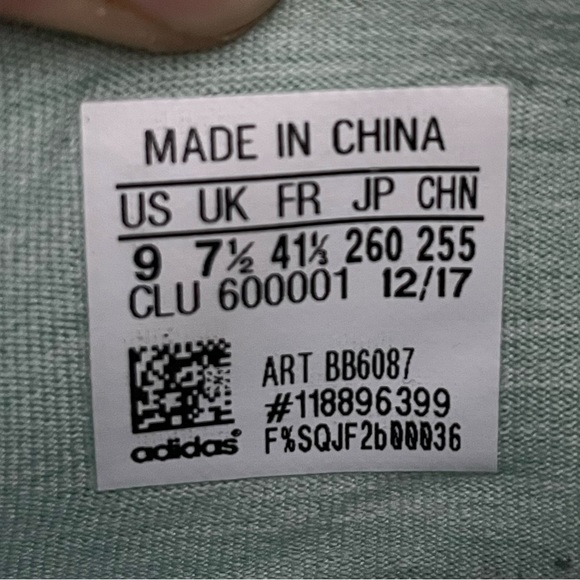 MADE IN CHINA
US UK FR JP CHN
9 7½ 41⅓ 260 255
CLU 600001 12/17
ART BB6087
#118896399
adidas® F%SQJF2b00036